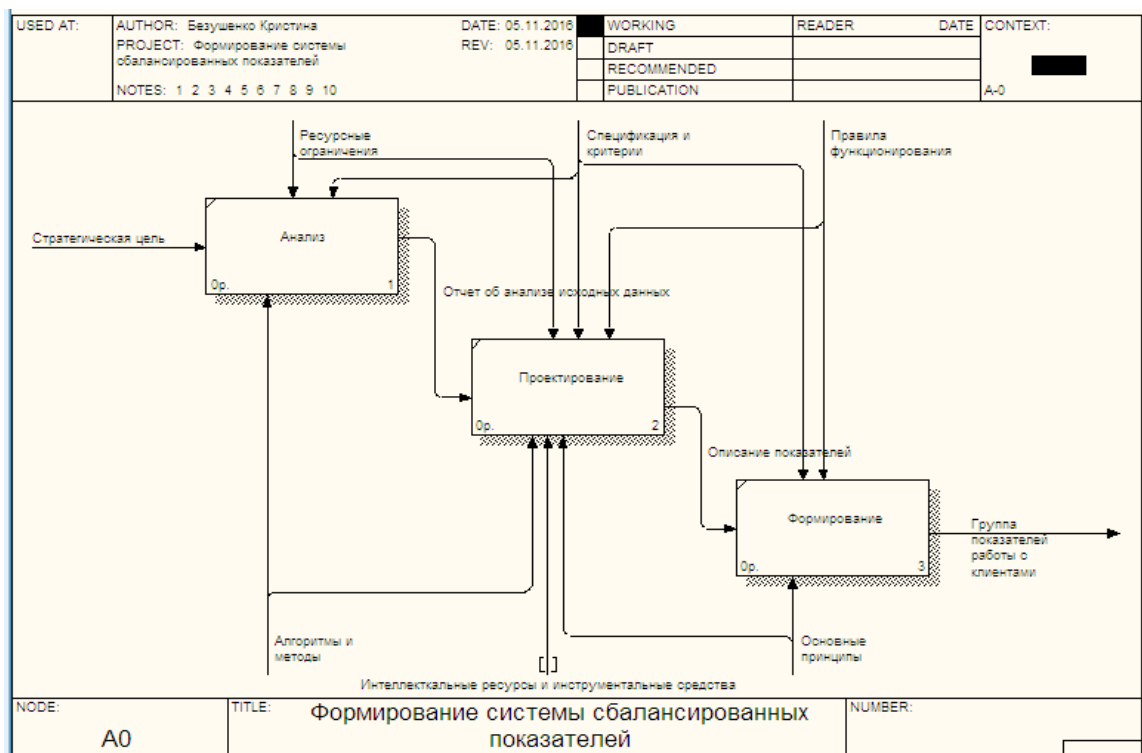 USED AT:
AUTHOR: Безушенко Кристина
DATE: 05.11.2016
PROJECT: Формирование системы
сбалансированных показателей
REV: 05.11.2016
NOTES: 1 2 3 4 5 6 7 8 9 10
WORKING
DRAFT
RECOMMENDED
PUBLICATION
READER
DATE
CONTEXT:
A-0
Ресурсные
ограничения
Спецификация и
критерии
Правила
функционирования
Стратегическая цель
Анализ
0р.
1
Отчет об анализе исходных данных
Проектирование
0р.
2
Описание показателей
Формирование
0р.
3
Группа
показателей
работы с
клиентами
Алгоритмы и
методы
Основные
принципы
Интеллекткальные ресурсы и инструментальные средства
NODE:
A0
TITLE:
Формирование системы сбалансированных
показателей
NUMBER: